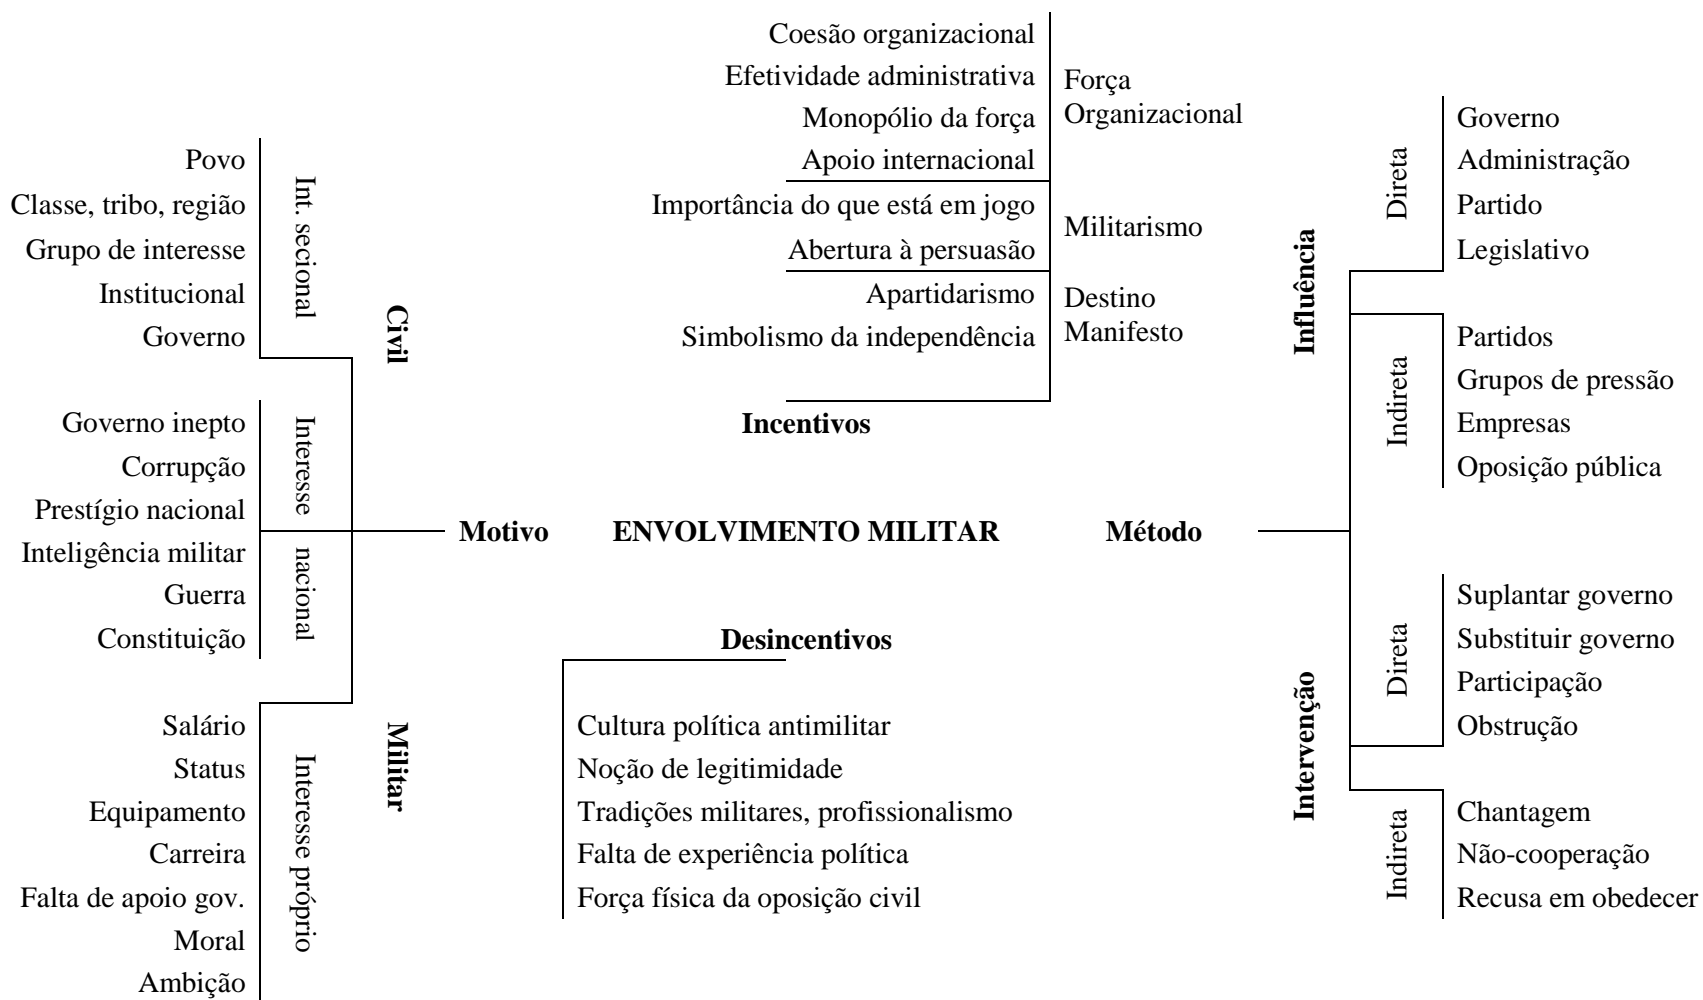 Coesão organizacional
Efetividade administrativa
Monopólio da força
Apoio internacional
Força
Organizacional
Importância do que está em jogo
Abertura à persuasão
Militarismo
Apartidarismo
Simbolismo da independência
Destino
Manifesto
Incentivos
Povo
Classe, tribo, região
Grupo de interesse
Institucional
Governo
Int. secional
Civil
Governo inepto
Corrupção
Prestígio nacional
Inteligência militar
Guerra
Constituição
Interesse nacional
Salário
Status
Equipamento
Carreira
Falta de apoio gov.
Moral
Ambição
Interesse próprio
Militar
Motivo
ENVOLVIMENTO MILITAR
Método
Desincentivos
Cultura política antimilitar
Noção de legitimidade
Tradições militares, profissionalismo
Falta de experiência política
Força física da oposição civil
Influência
Direta
Governo
Administração
Partido
Legislativo
Indireta
Partidos
Grupos de pressão
Empresas
Oposição pública
Intervenção
Direta
Suplantar governo
Substituir governo
Participação
Obstrução
Indireta
Chantagem
Não-cooperação
Recusa em obedecer